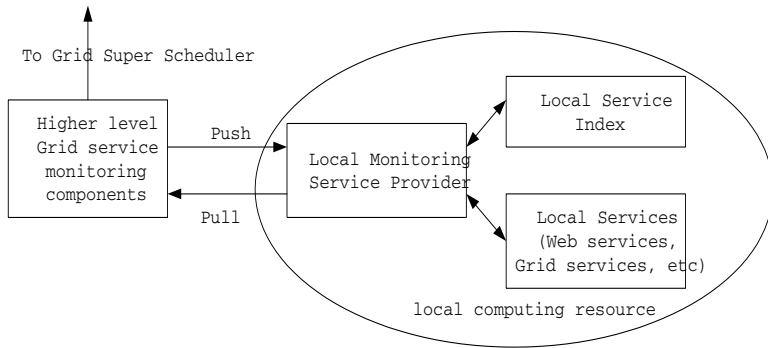 To Grid Super Scheduler
Higher level
Grid service
monitoring
components
Push
Pull
Local Monitoring
Service Provider
Local Service
Index
Local Services
(Web services,
Grid services, etc)
local computing resource